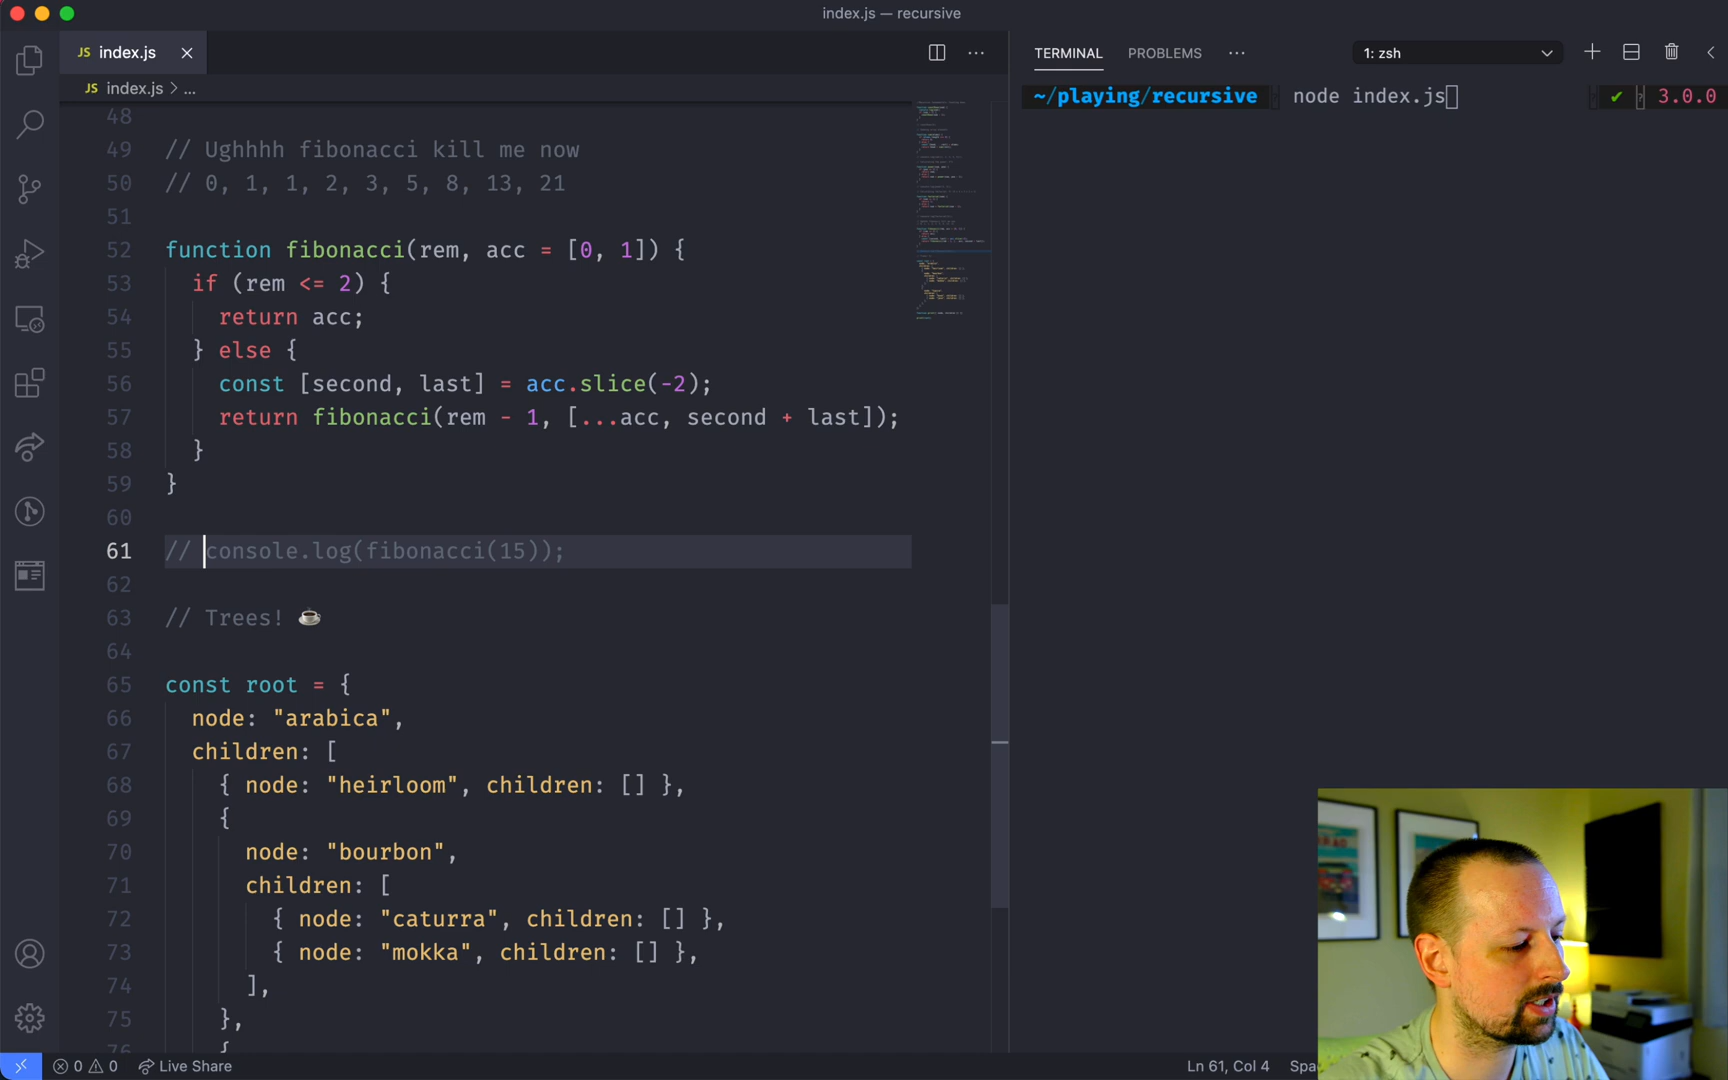 index.js — recursive
JS index.js
JS index.js > ...
TERMINAL PROBLEMS ... 1: zsh
~/playing/recursive node index.js ✔ 3.0.0
48
49 // Ughhhh fibonacci kill me now
50 // 0, 1, 1, 2, 3, 5, 8, 13, 21
51
52 function fibonacci(rem, acc = [0, 1]) {
53 if (rem <= 2) {
54 return acc;
55 } else {
56 const [second, last] = acc.slice(-2);
57 return fibonacci(rem - 1, [...acc, second + last]);
58 }
59 }
60
61 // console.log(fibonacci(15));
62
63 // Trees! ☕
64
65 const root = {
66 node: "arabica",
67 children: [
68 { node: "heirloom", children: [] },
69 {
70 node: "bourbon",
71 children: [
72 { node: "caturra", children: [] },
73 { node: "mokka", children: [] },
74 ],
75 },
76 {
0 0 Live Share
Ln 61, Col 4 Spa